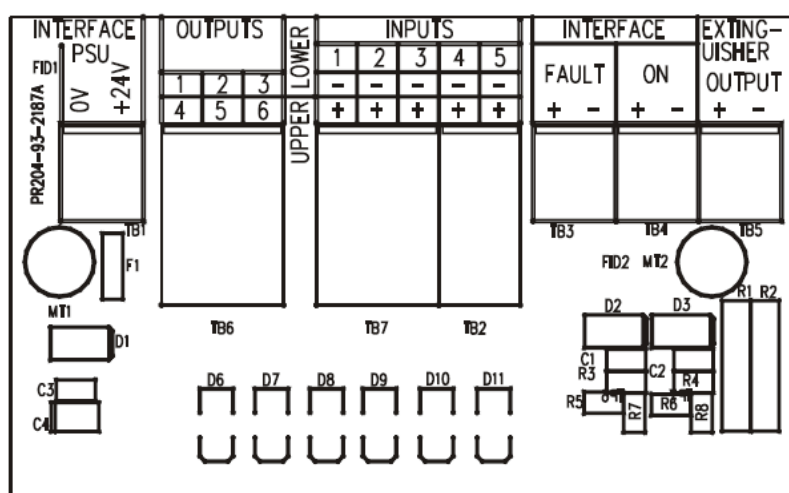 INTERFACE OUTPUTS INPUTS INTERFACE EXTING-
UISHER
PSU
FID1
0V +24V
PR204-93-2187A
1 2 3
4 5 6
UPPER LOWER
1 2 3 4 5
- - - - -
+ + + + +
FAULT ON OUTPUT
+ - + - + -
TB1 TB3 TB4 TB5
F1 FID2 MT2
MT1 R1 R2
TB6 TB7 TB2 D2 D3
D1
C1
R3 C2 R4
C3 D6 D7 D8 D9 D10 D11
C4 R5 R7 R6 R8